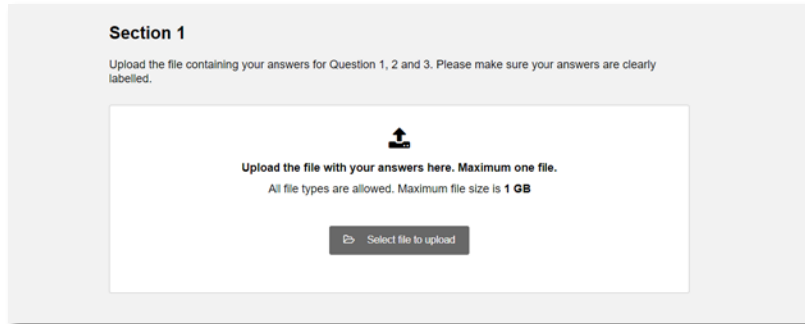 Section 1
Upload the file containing your answers for Question 1, 2 and 3. Please make sure your answers are clearly
labelled.
Upload the file with your answers here. Maximum one file.
All file types are allowed. Maximum file size is 1 GB
Select file to upload